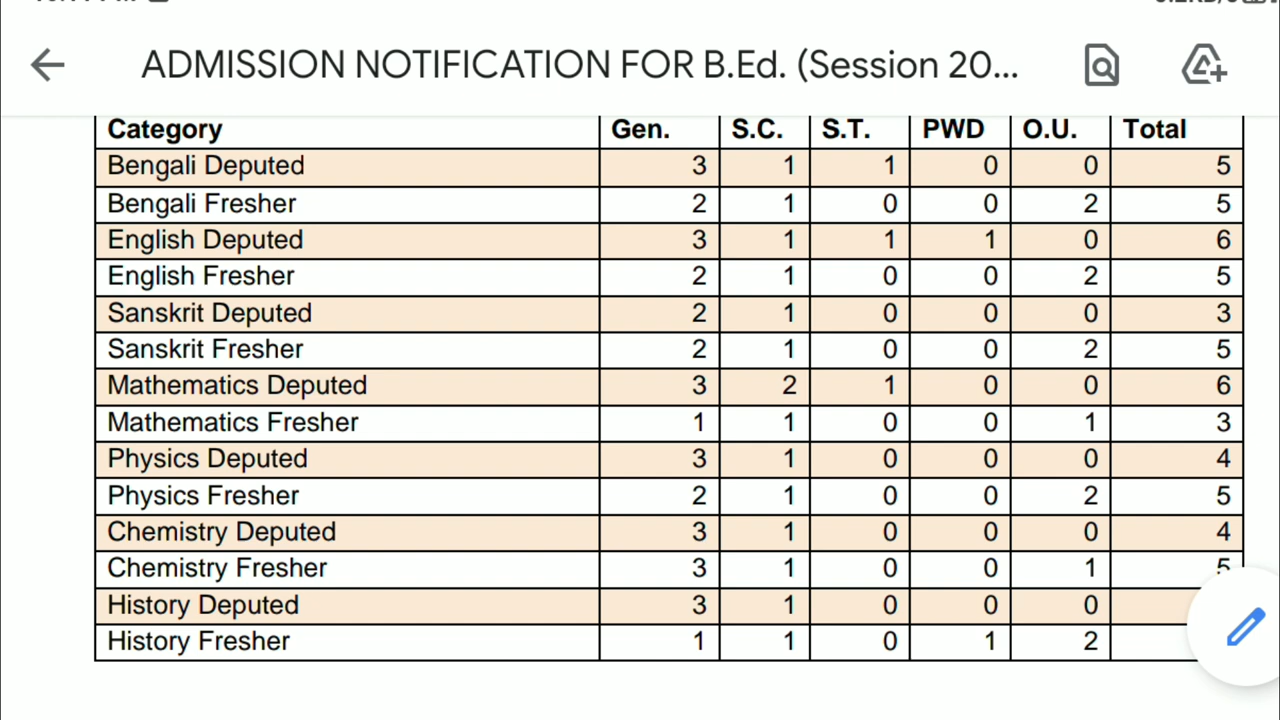 ADMISSION NOTIFICATION FOR B.Ed. (Session 20...
Category Gen. S.C. S.T. PWD O.U. Total
Bengali Deputed 3 1 1 0 0 5
Bengali Fresher 2 1 0 0 2 5
English Deputed 3 1 1 1 0 6
English Fresher 2 1 0 0 2 5
Sanskrit Deputed 2 1 0 0 0 3
Sanskrit Fresher 2 1 0 0 2 5
Mathematics Deputed 3 2 1 0 0 6
Mathematics Fresher 1 1 0 0 1 3
Physics Deputed 3 1 0 0 0 4
Physics Fresher 2 1 0 0 2 5
Chemistry Deputed 3 1 0 0 0 4
Chemistry Fresher 3 1 0 0 1 5
History Deputed 3 1 0 0 0
History Fresher 1 1 0 1 2